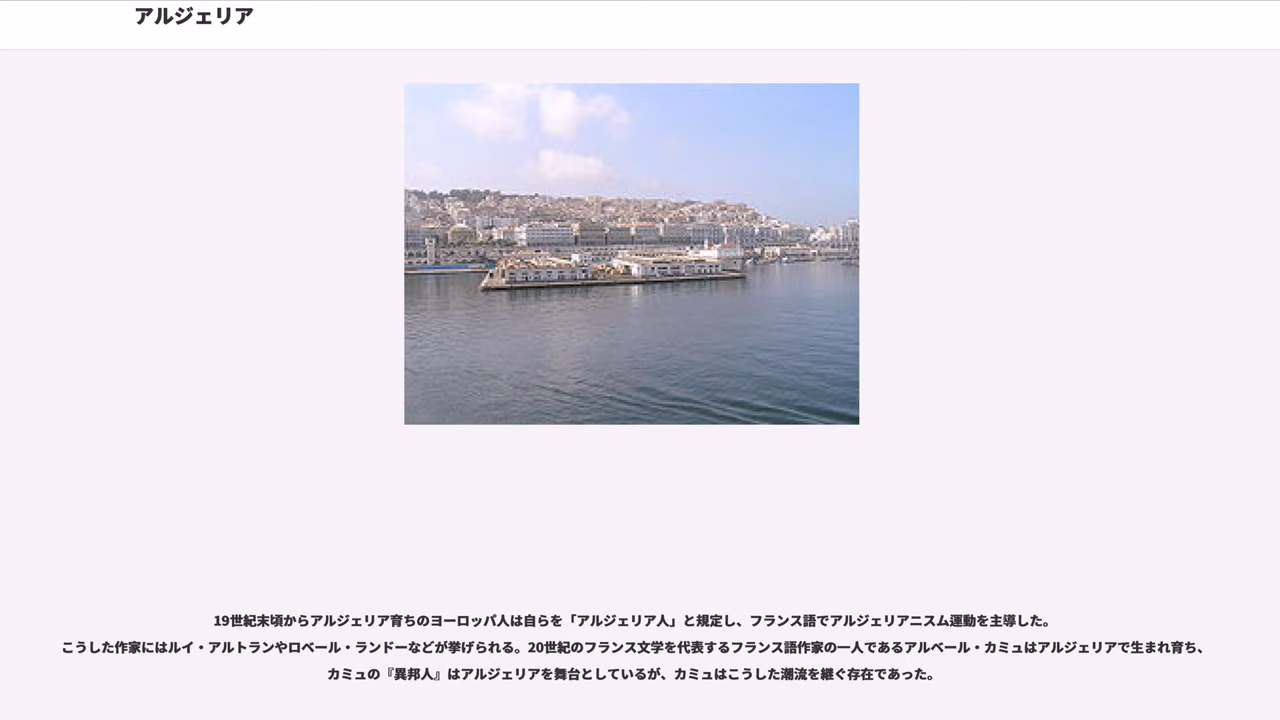 アルジェリア
19世紀末頃からアルジェリア育ちのヨーロッパ人は自らを「アルジェリア人」と規定し、フランス語でアルジェリアニスム運動を主導した。
こうした作家にはルイ・アルトランやロベール・ランドーなどが挙げられる。20世紀のフランス文学を代表するフランス語作家の一人であるアルベール・カミュはアルジェリアで生まれ育ち、
カミュの『異邦人』はアルジェリアを舞台としているが、カミュはこうした潮流を継ぐ存在であった。